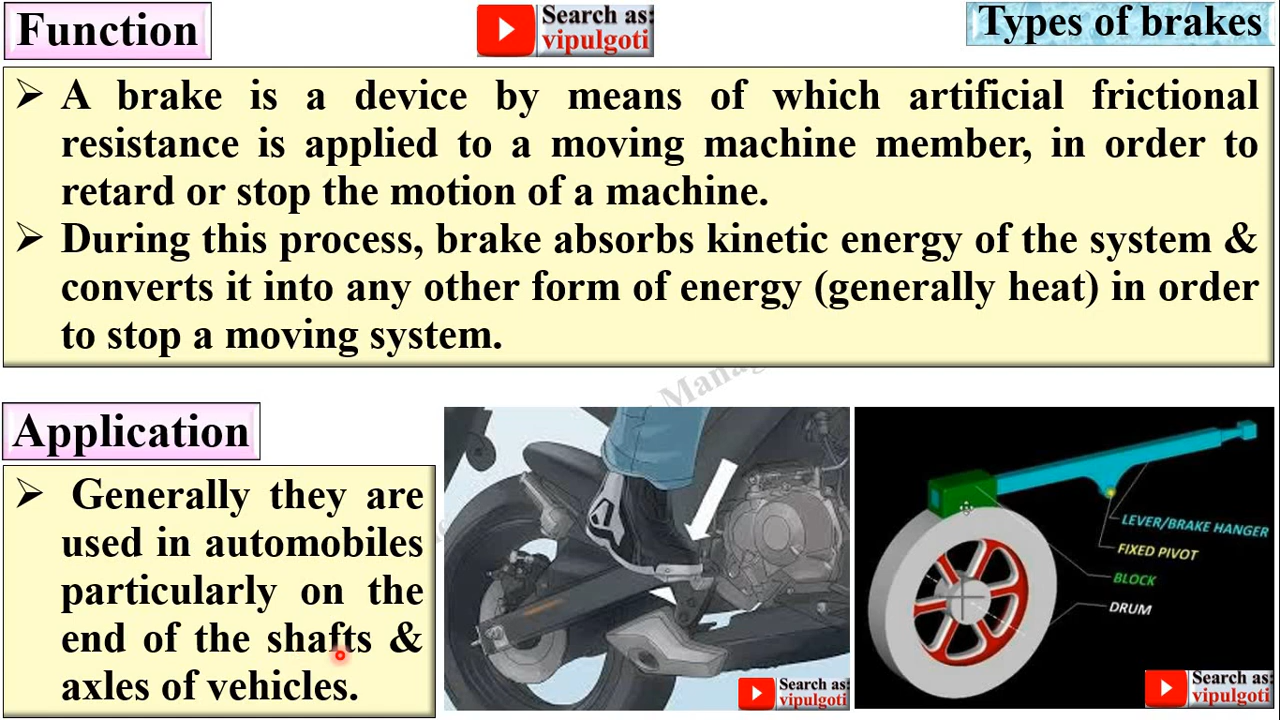 Function
Search as:
vipulgoti
Types of brakes
➢ A brake is a device by means of which artificial frictional
resistance is applied to a moving machine member, in order to
retard or stop the motion of a machine.
➢ During this process, brake absorbs kinetic energy of the system &
converts it into any other form of energy (generally heat) in order
to stop a moving system.
Application
➢ Generally they are
used in automobiles
particularly on the
end of the shafts &
axles of vehicles.
Search as:
vipulgoti
LEVER/BRAKE HANGER
FIXED PIVOT
BLOCK
DRUM
Search as:
vipulgoti